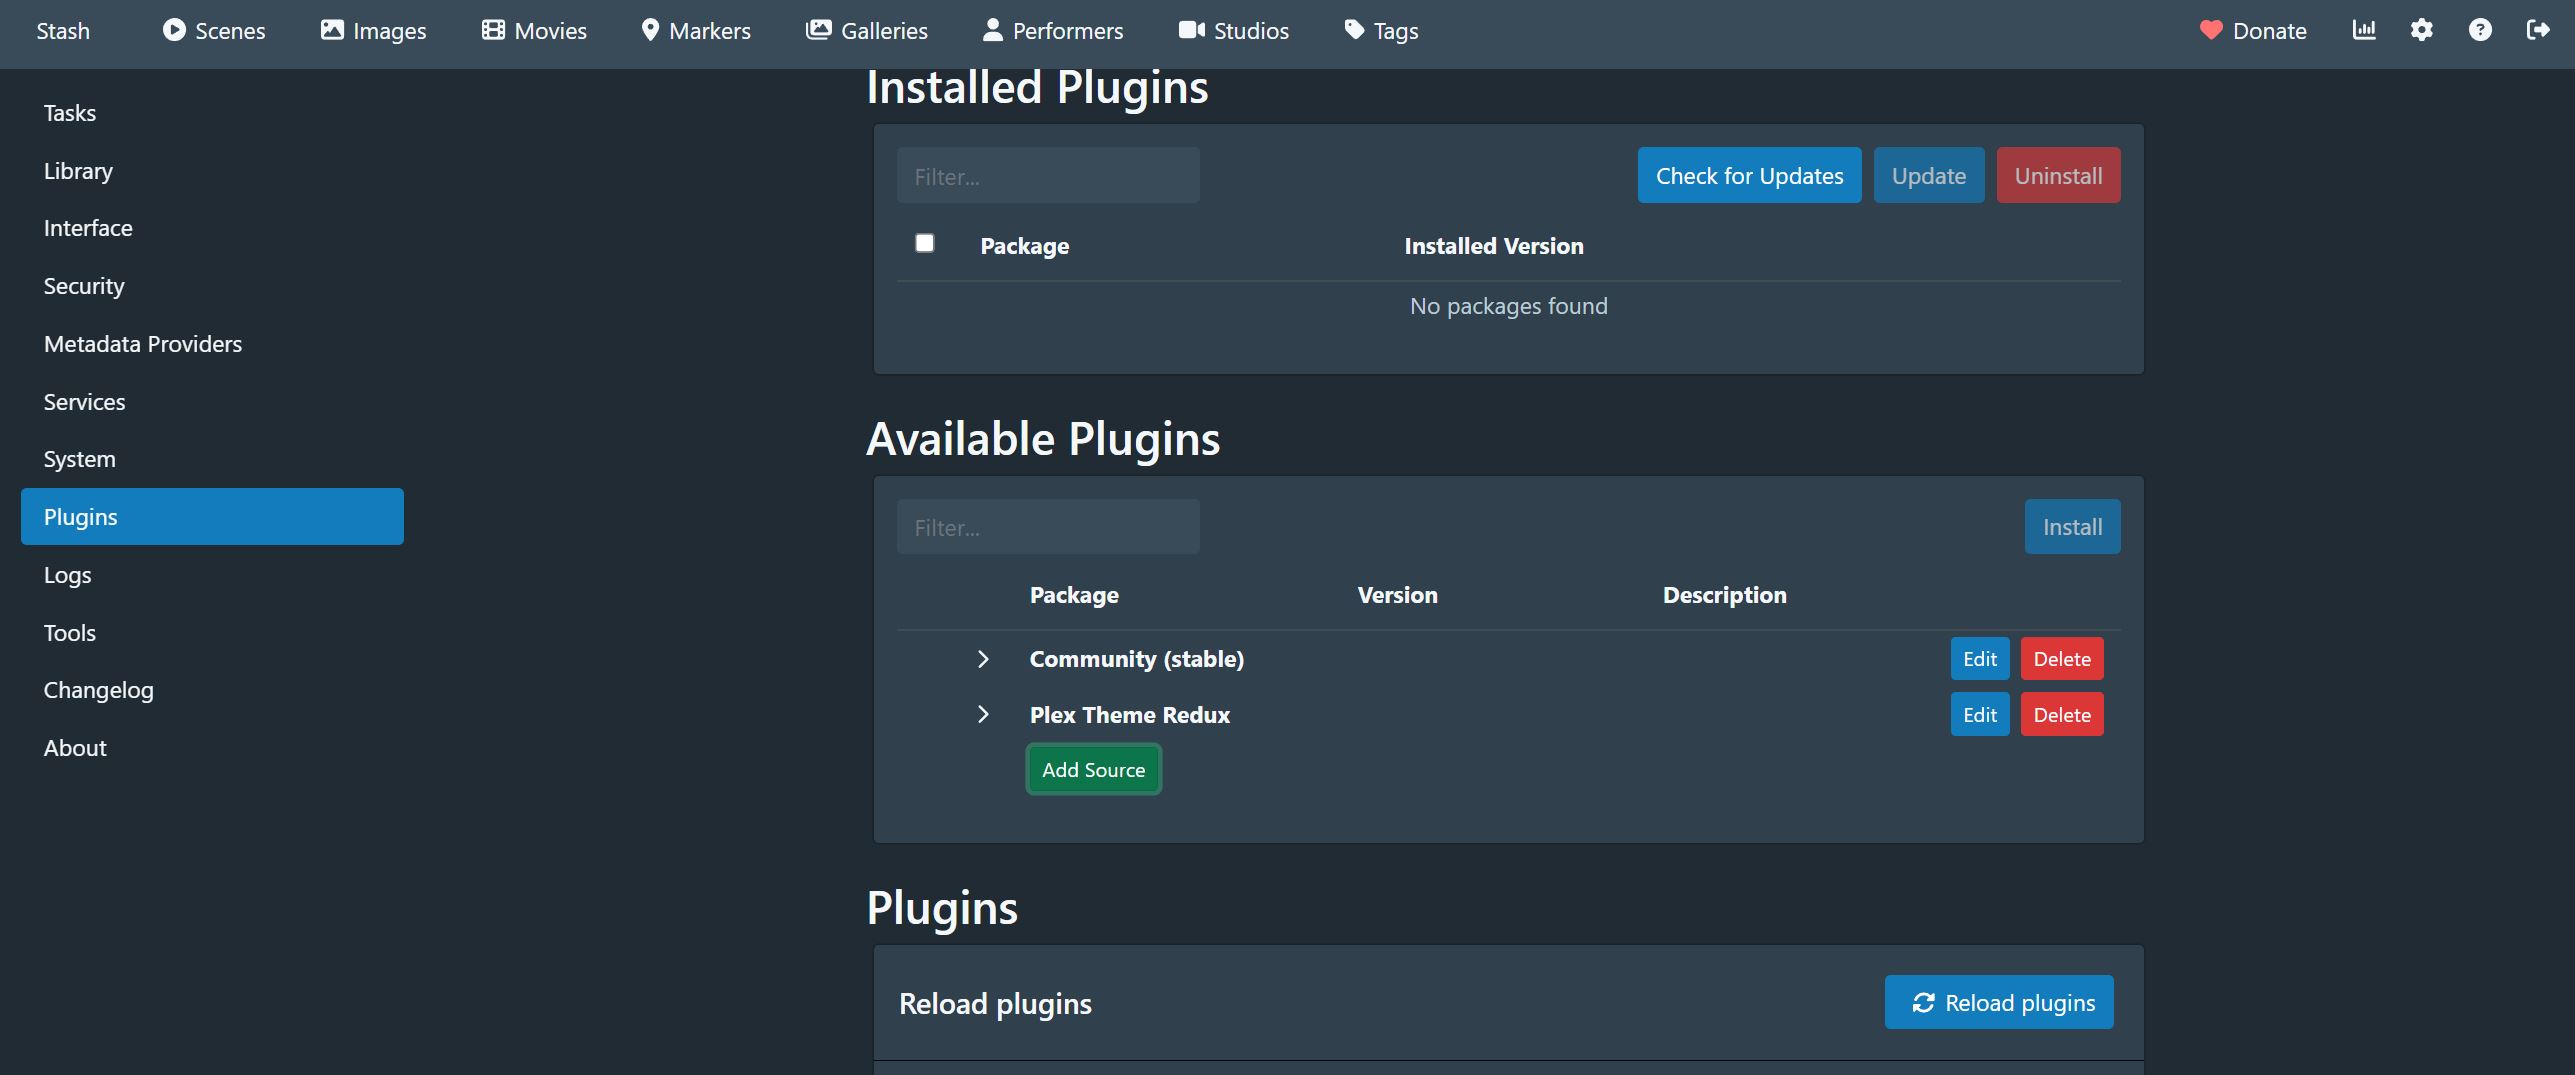 Stash Scenes Images Movies Markers Galleries Performers Studios Tags Donate
Tasks
Library
Interface
Security
Metadata Providers
Services
System
Plugins
Logs
Tools
Changelog
About
Installed Plugins
Filter... Check for Updates Update Uninstall
Package Installed Version
No packages found
Available Plugins
Filter... Install
Package Version Description
Community (stable) Edit Delete
Plex Theme Redux Edit Delete
Add Source
Plugins
Reload plugins Reload plugins